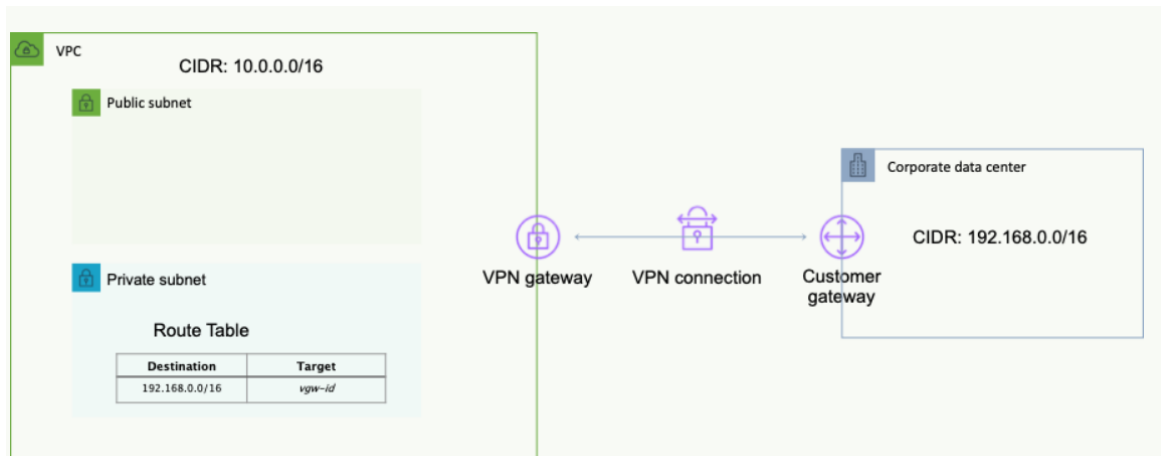 VPC
CIDR: 10.0.0.0/16
Public subnet
Corporate data center
CIDR: 192.168.0.0/16
VPN gateway
VPN connection
Customer
gateway
Private subnet
Route Table
Destination Target
192.168.0.0/16 vgw-id